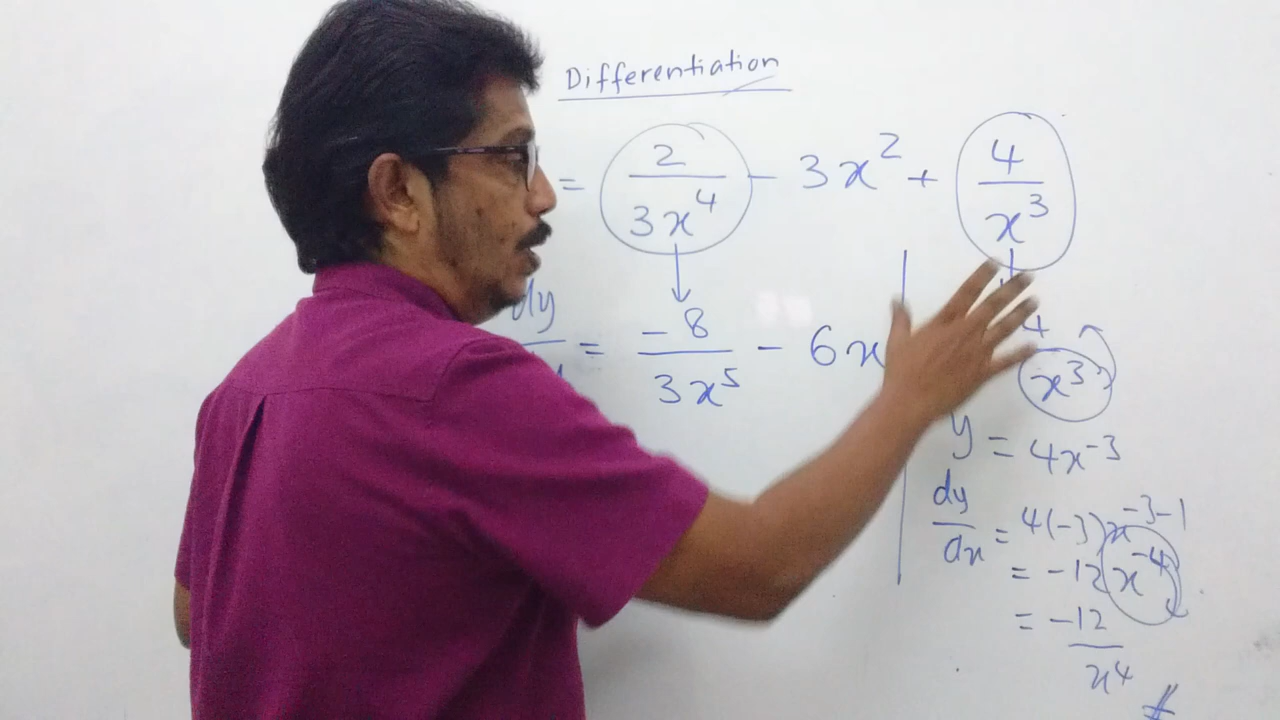 Differentiation
= 2/(3x⁴) - 3x² + 4/x³
dy = -8/(3x⁵) - 6x
4/x³
y = 4x⁻³
dy/dx = 4(-3)x⁻³⁻¹
= -12x⁻⁴
= -12/x⁴